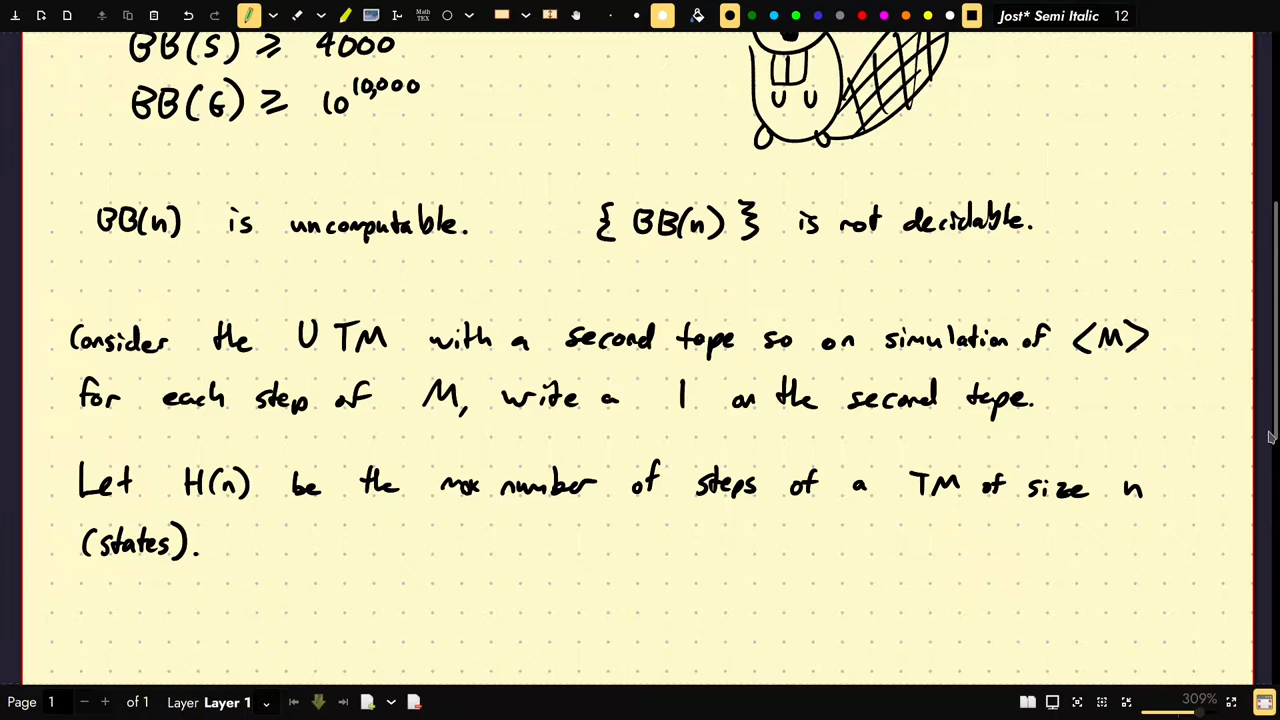 Math
TEX
Jost* Semi Italic 12
BB(5) ≥ 4000
BB(6) ≥ 10^10,000
BB(n) is uncomputable. { BB(n) } is not decidable.
Consider the UTM with a second tape so on simulation of <M>
for each step of M, write a 1 on the second tape.
Let H(n) be the max number of steps of a TM of size n
(states).
Page 1 of 1 Layer Layer 1 309%